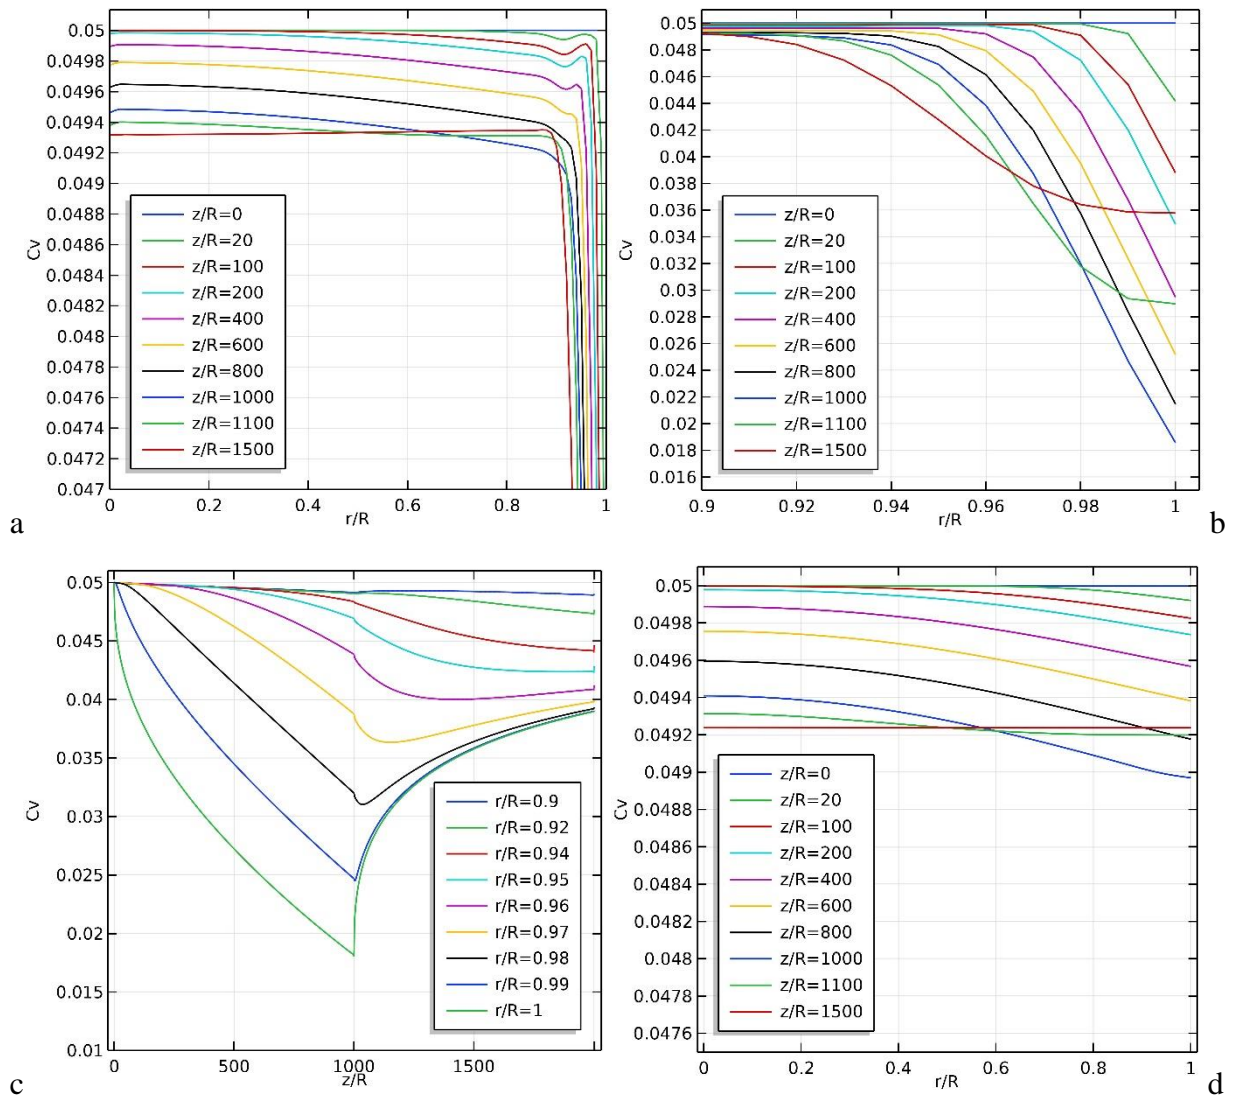 0.05
0.0498
0.0496
0.0494
0.0492
0.049
0.0488
0.0486
0.0484
0.0482
0.048
0.0478
0.0476
0.0474
0.0472
0.047
Cv
z/R=0
z/R=20
z/R=100
z/R=200
z/R=400
z/R=600
z/R=800
z/R=1000
z/R=1100
z/R=1500
0 0.2 0.4 0.6 0.8 1
r/R
a
0.05
0.048
0.046
0.044
0.042
0.04
0.038
0.036
0.034
0.032
0.03
0.028
0.026
0.024
0.022
0.02
0.018
0.016
Cv
z/R=0
z/R=20
z/R=100
z/R=200
z/R=400
z/R=600
z/R=800
z/R=1000
z/R=1100
z/R=1500
0.9 0.92 0.94 0.96 0.98 1
r/R
b
0.05
0.045
0.04
0.035
0.03
0.025
0.02
0.015
0.01
Cv
r/R=0.9
r/R=0.92
r/R=0.94
r/R=0.95
r/R=0.96
r/R=0.97
r/R=0.98
r/R=0.99
r/R=1
0 500 1000 1500
z/R
c
0.05
0.0498
0.0496
0.0494
0.0492
0.049
0.0488
0.0486
0.0484
0.0482
0.048
0.0478
0.0476
Cv
z/R=0
z/R=20
z/R=100
z/R=200
z/R=400
z/R=600
z/R=800
z/R=1000
z/R=1100
z/R=1500
0 0.2 0.4 0.6 0.8 1
r/R
d